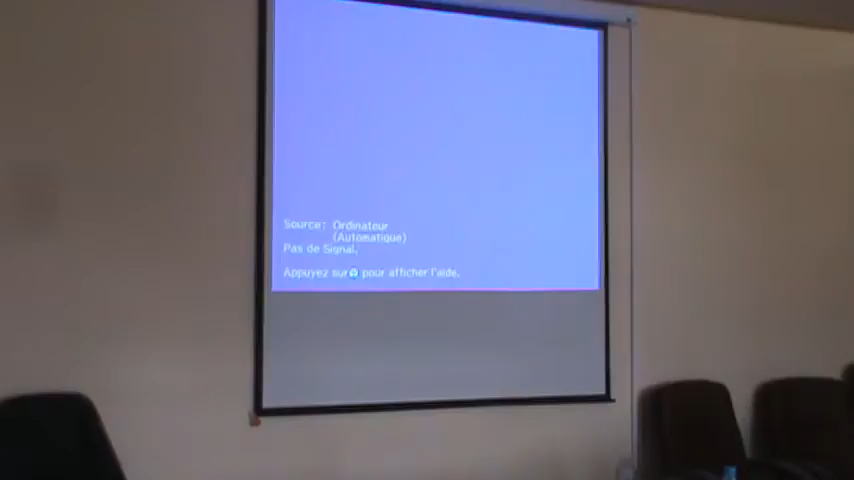 Source: Ordinateur
(Automatique)
Pas de Signal.
Appuyez sur pour afficher l'aide.